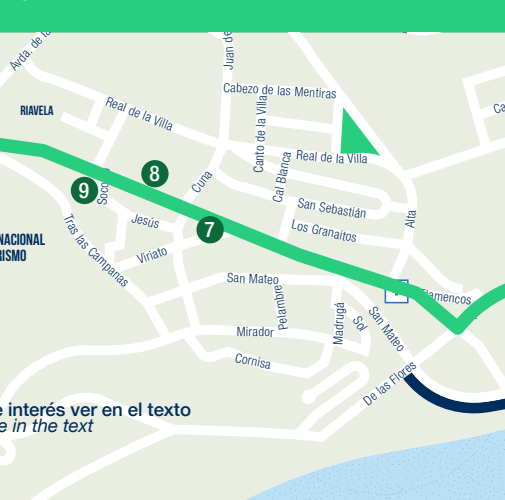 Avda. de la
Juan de
Cabezo de las Mentiras
RIAVELA
Real de la Villa
Canto de la Villa
Ca
8
Real de la Villa
Cal Blanca
9
Cuna
San Sebastián
Jesús
7
Los Granaitos
Alta
Tras las Campanas
NACIONAL
RISMO
Viriato
San Mateo
Flamencos
Pelambre
Madrugá
Sol
San Mateo
Mirador
Cornisa
De las Flores
e interés ver en el texto
e in the text